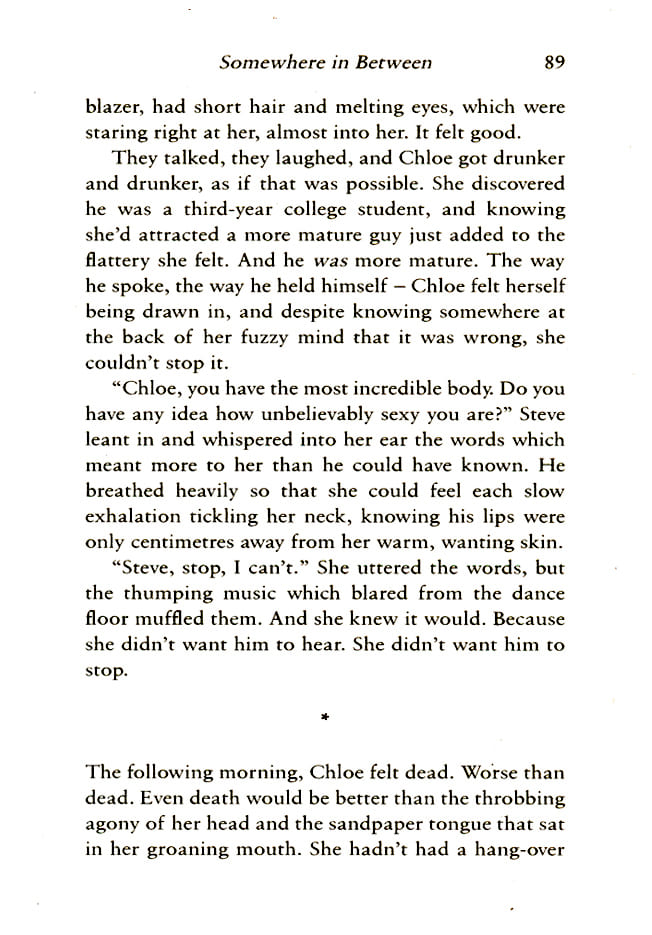 Somewhere in Between 89
blazer, had short hair and melting eyes, which were
staring right at her, almost into her. It felt good.
They talked, they laughed, and Chloe got drunker
and drunker, as if that was possible. She discovered
he was a third-year college student, and knowing
she'd attracted a more mature guy just added to the
flattery she felt. And he was more mature. The way
he spoke, the way he held himself – Chloe felt herself
being drawn in, and despite knowing somewhere at
the back of her fuzzy mind that it was wrong, she
couldn't stop it.
“Chloe, you have the most incredible body. Do you
have any idea how unbelievably sexy you are?” Steve
leant in and whispered into her ear the words which
meant more to her than he could have known. He
breathed heavily so that she could feel each slow
exhalation tickling her neck, knowing his lips were
only centimetres away from her warm, wanting skin.
“Steve, stop, I can't.” She uttered the words, but
the thumping music which blared from the dance
floor muffled them. And she knew it would. Because
she didn't want him to hear. She didn't want him to
stop.
*
The following morning, Chloe felt dead. Worse than
dead. Even death would be better than the throbbing
agony of her head and the sandpaper tongue that sat
in her groaning mouth. She hadn't had a hang-over